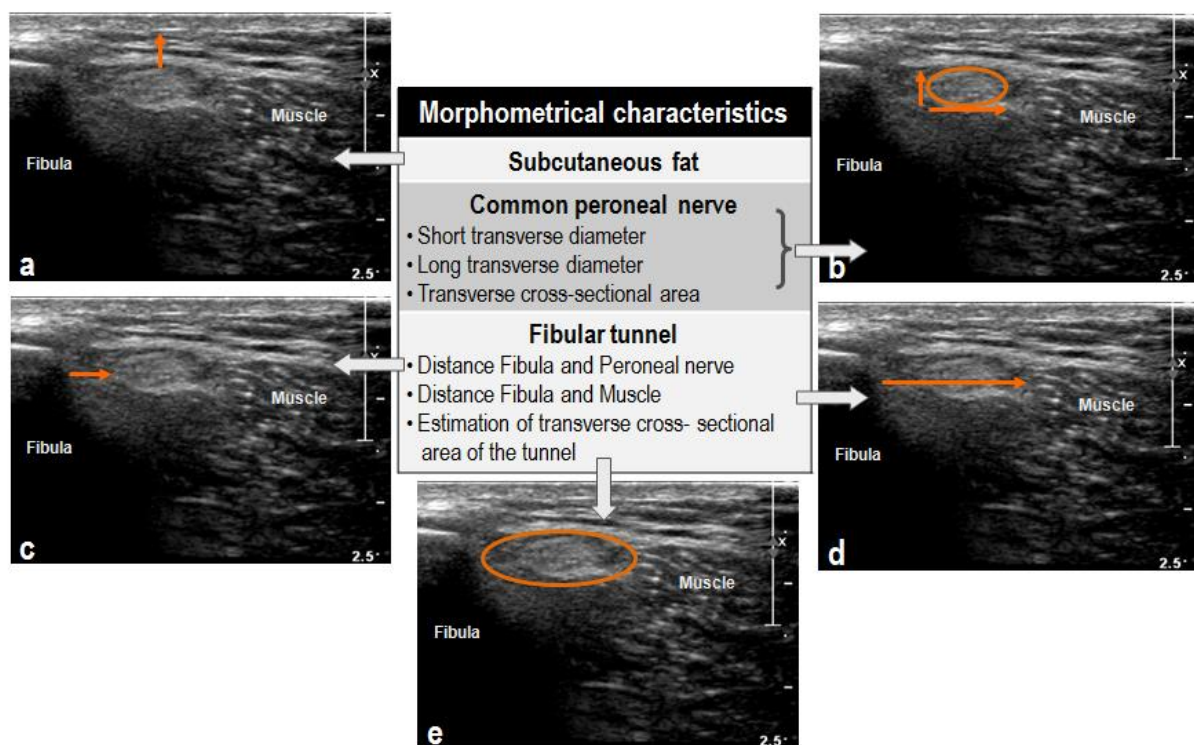 Muscle
Fibula
a
2.5
x
Muscle
Fibula
b
2.5
x
Morphometrical characteristics
Subcutaneous fat
Common peroneal nerve
• Short transverse diameter
• Long transverse diameter
• Transverse cross-sectional area
Fibular tunnel
• Distance Fibula and Peroneal nerve
• Distance Fibula and Muscle
• Estimation of transverse cross- sectional
area of the tunnel
Muscle
Fibula
c
2.5
x
Muscle
Fibula
d
2.5
x
Muscle
Fibula
e
2.5
x